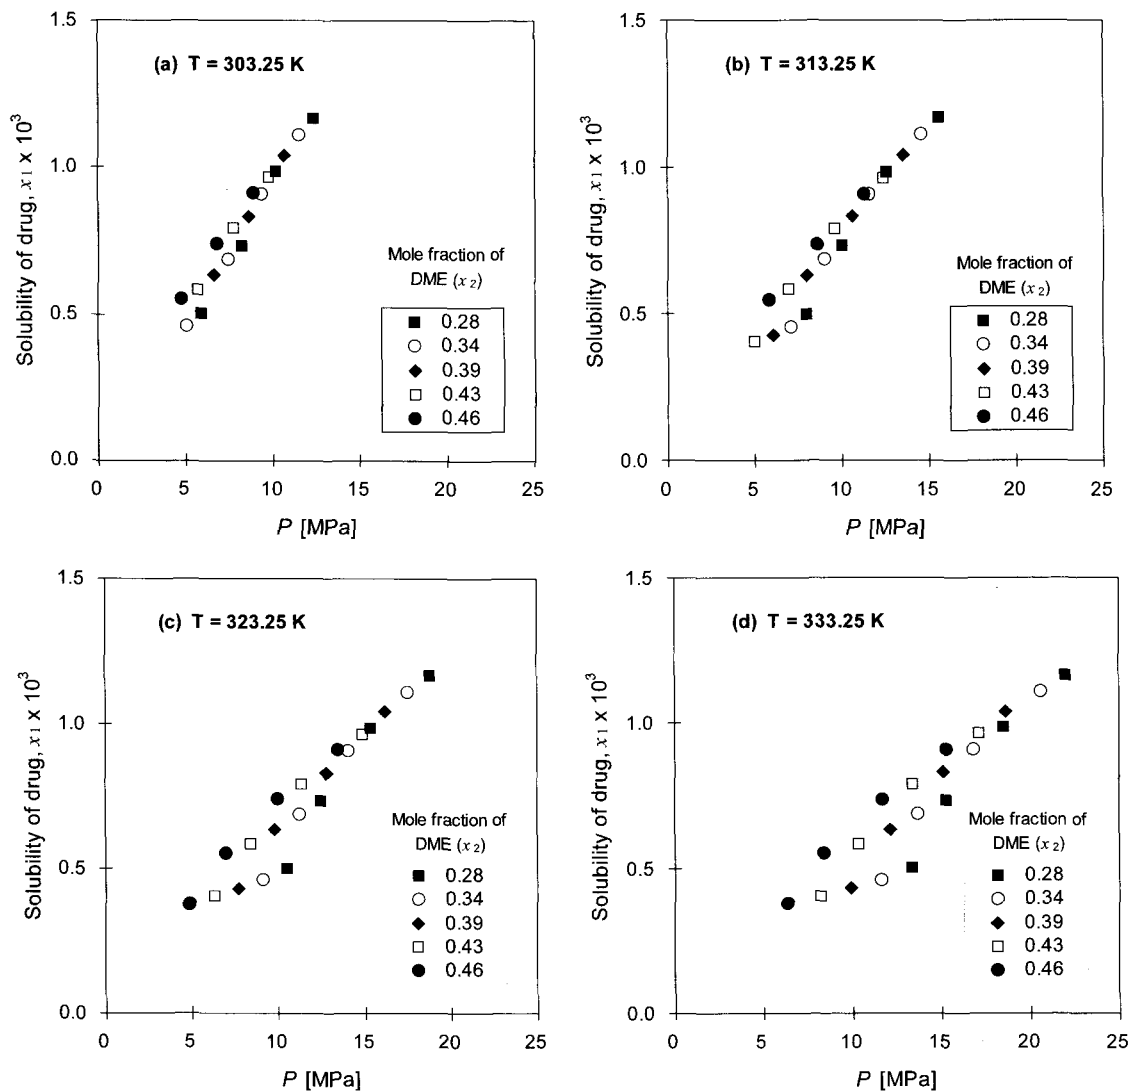 1.5
(a) T = 303.25 K
Solubility of drug, x1 x 10^3
1.0
0.5
0.0
Mole fraction of
DME (x2)
0.28
0.34
0.39
0.43
0.46
0 5 10 15 20 25
P [MPa]
1.5
(b) T = 313.25 K
Solubility of drug, x1 x 10^3
1.0
0.5
0.0
Mole fraction of
DME (x2)
0.28
0.34
0.39
0.43
0.46
0 5 10 15 20 25
P [MPa]
1.5
(c) T = 323.25 K
Solubility of drug, x1 x 10^3
1.0
0.5
0.0
Mole fraction of
DME (x2)
0.28
0.34
0.39
0.43
0.46
0 5 10 15 20 25
P [MPa]
1.5
(d) T = 333.25 K
Solubility of drug, x1 x 10^3
1.0
0.5
0.0
Mole fraction of
DME (x2)
0.28
0.34
0.39
0.43
0.46
0 5 10 15 20 25
P [MPa]